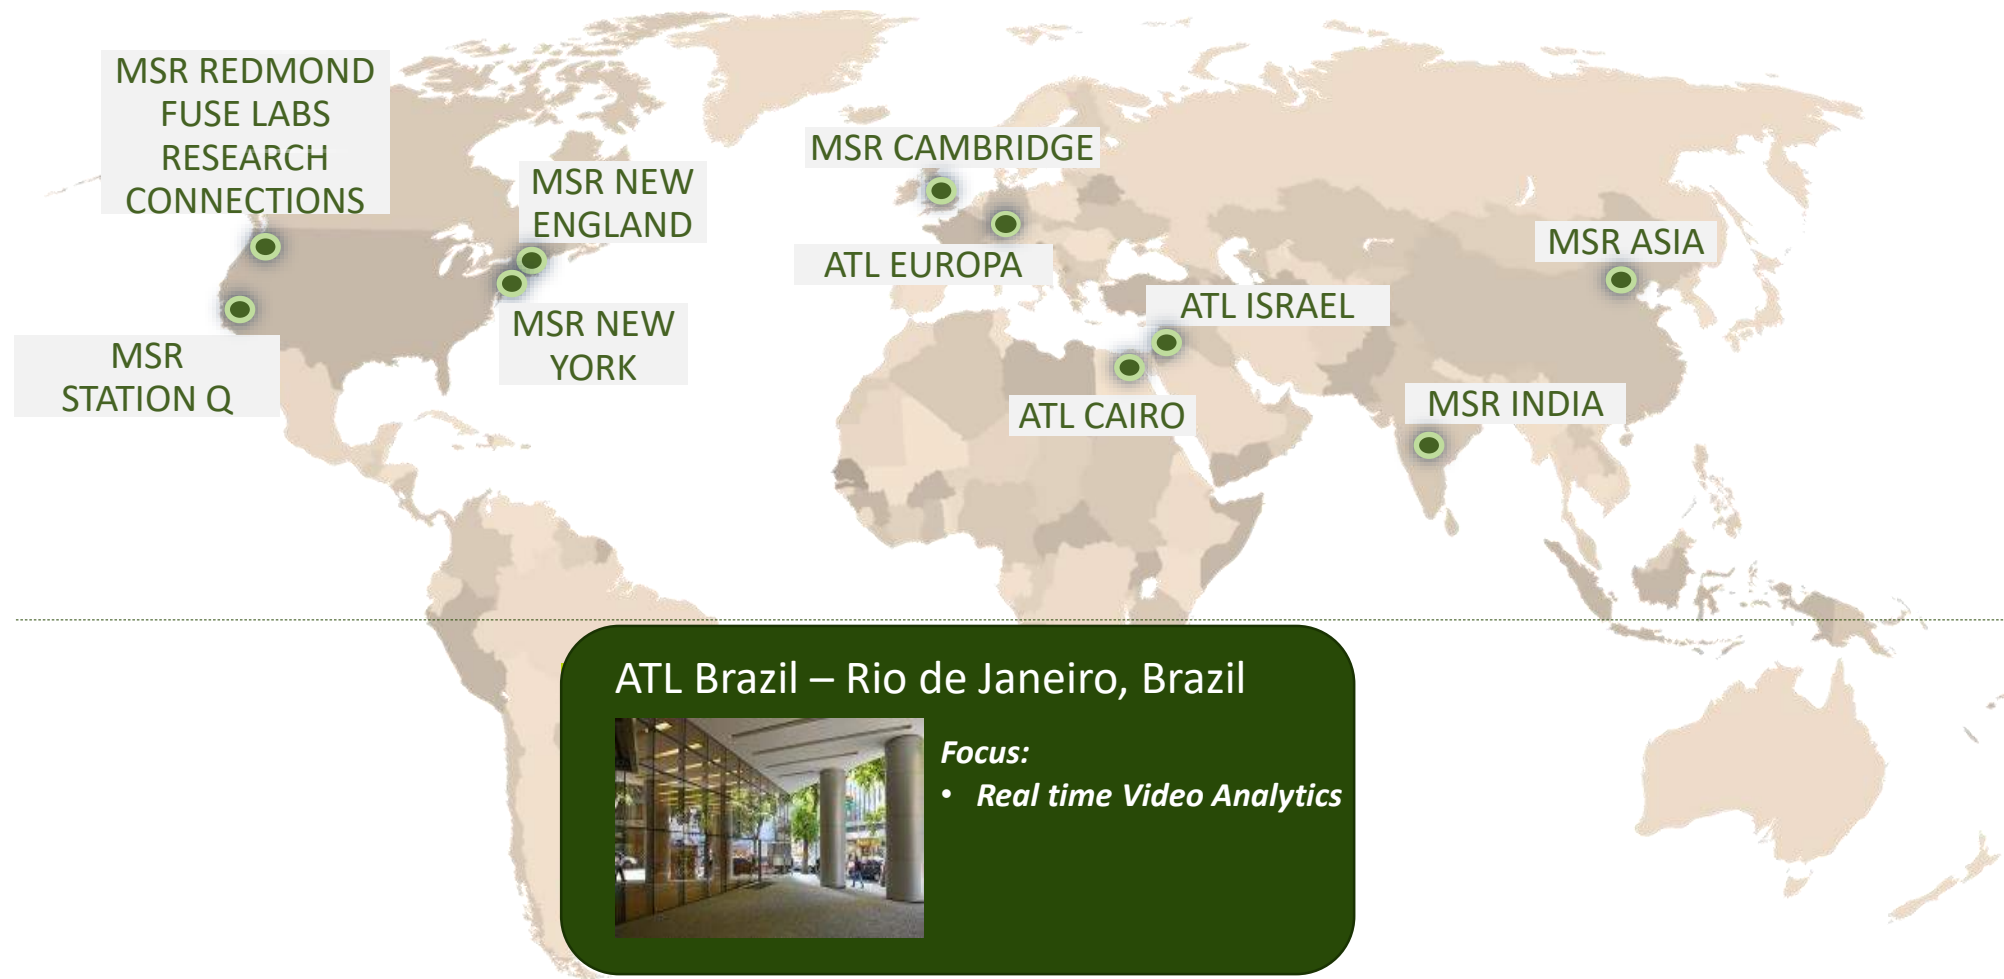 MSR REDMOND
FUSE LABS
RESEARCH
CONNECTIONS
MSR NEW
ENGLAND
MSR NEW
YORK
MSR
STATION Q
MSR CAMBRIDGE
ATL EUROPA
ATL ISRAEL
ATL CAIRO
MSR ASIA
MSR INDIA
ATL Brazil – Rio de Janeiro, Brazil
Focus:
• Real time Video Analytics